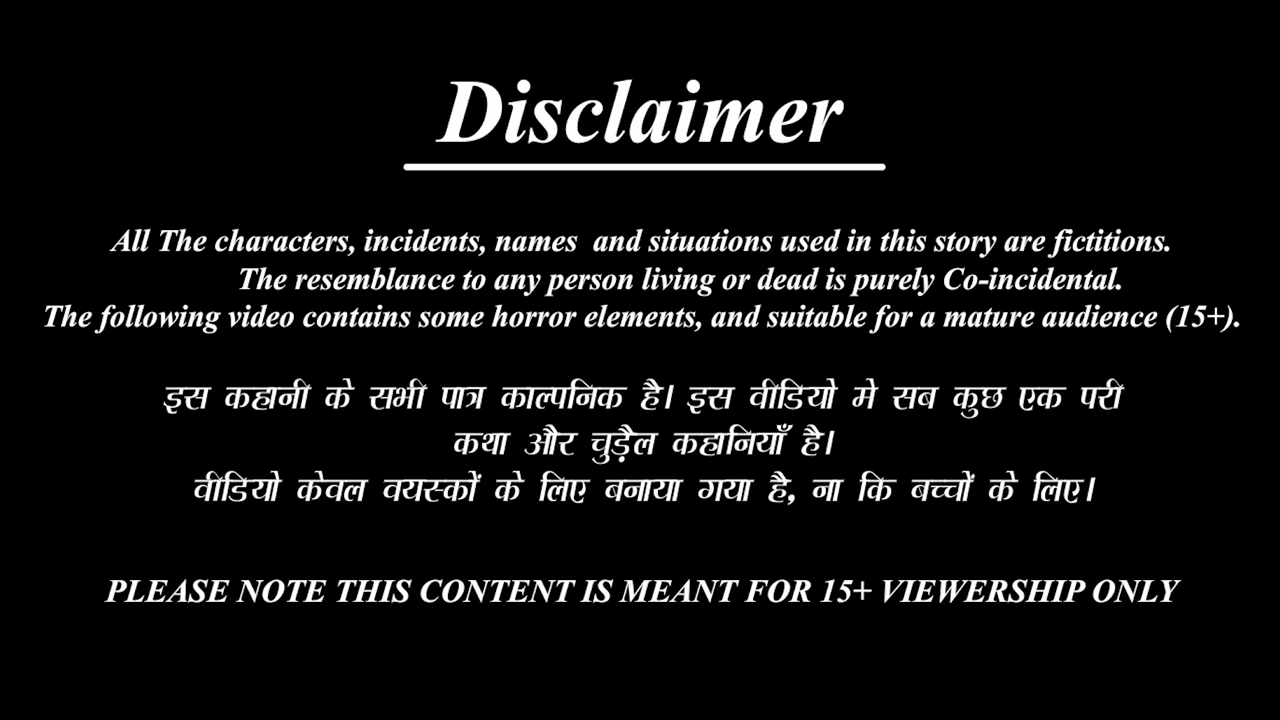 Disclaimer
All The characters, incidents, names and situations used in this story are fictitions.
The resemblance to any person living or dead is purely Co-incidental.
The following video contains some horror elements, and suitable for a mature audience (15+).
इस कहानी के सभी पात्र काल्पनिक है। इस वीडियो मे सब कुछ एक परी
कथा और चुड़ैल कहानियाँ है।
वीडियो केवल वयस्कों के लिए बनाया गया है, ना कि बच्चों के लिए।
PLEASE NOTE THIS CONTENT IS MEANT FOR 15+ VIEWERSHIP ONLY